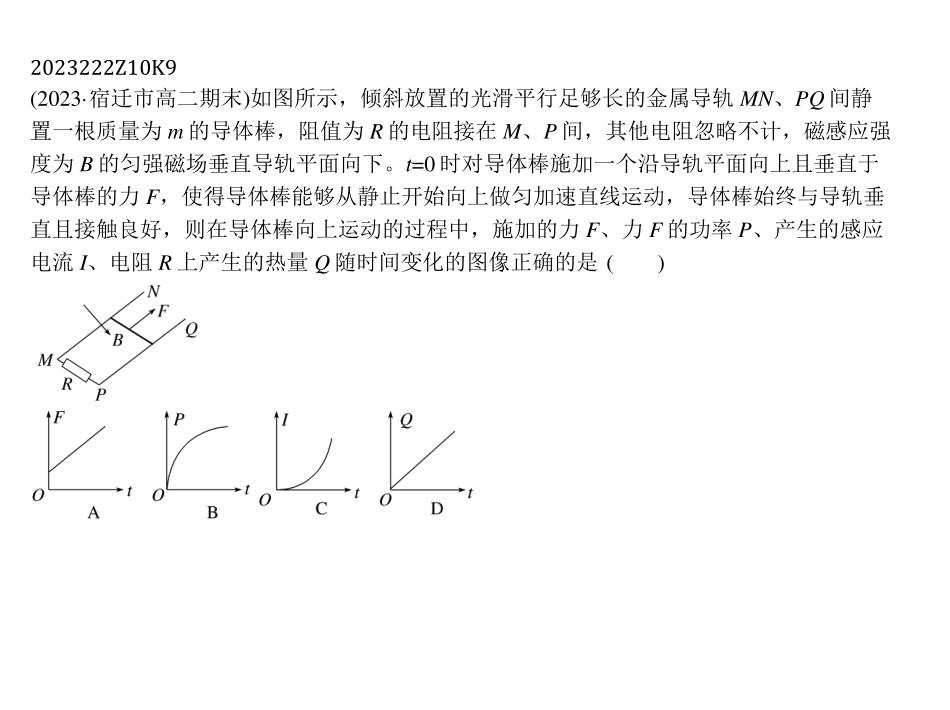 2023222Z10K9
(2023·宿迁市高二期末)如图所示，倾斜放置的光滑平行足够长的金属导轨 MN、PQ 间静
置一根质量为 m 的导体棒，阻值为 R 的电阻接在 M、P 间，其他电阻忽略不计，磁感应强
度为 B 的匀强磁场垂直导轨平面向下。t=0 时对导体棒施加一个沿导轨平面向上且垂直于
导体棒的力 F，使得导体棒能够从静止开始向上做匀加速直线运动，导体棒始终与导轨垂
直且接触良好，则在导体棒向上运动的过程中，施加的力 F、力 F 的功率 P、产生的感应
电流 I、电阻 R 上产生的热量 Q 随时间变化的图像正确的是 (　　)
N
F
Q
B
M
R
P
F P I Q
O t O t O t O t
A B C D